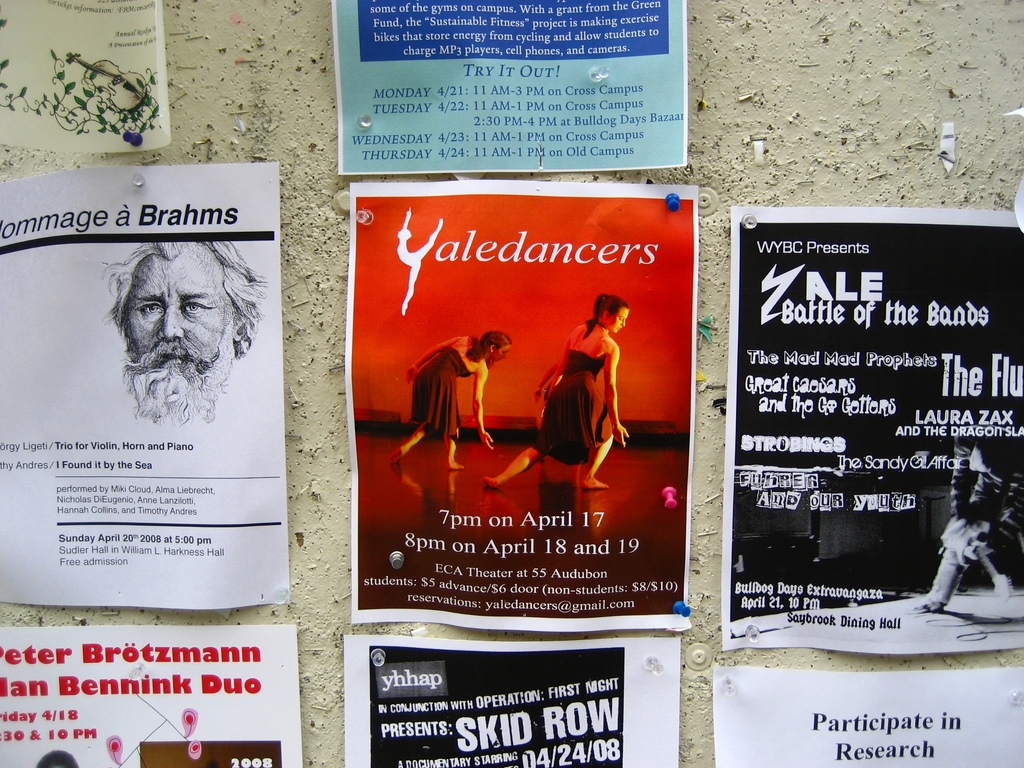 ticket information:
Annual
A Presentation of the
some of the gyms on campus. With a grant from the Green
Fund, the "Sustainable Fitness" project is making exercise
bikes that store energy from cycling and allow students to
charge MP3 players, cell phones, and cameras.
TRY IT OUT!
MONDAY 4/21: 11 AM-3 PM on Cross Campus
TUESDAY 4/22: 11 AM-1 PM on Cross Campus
2:30 PM-4 PM at Bulldog Days Bazaar
WEDNESDAY 4/23: 11 AM-1 PM on Cross Campus
THURSDAY 4/24: 11 AM-1 PM on Old Campus
ommage à Brahms
örgy Ligeti / Trio for Violin, Horn and Piano
thy Andres / I Found it by the Sea
performed by Miki Cloud, Alma Liebrecht,
Nicholas DiEugenio, Anne Lanzilotti,
Hannah Collins, and Timothy Andres
Sunday April 20th 2008 at 5:00 pm
Sudler Hall in William L. Harkness Hall
Free admission
Yaledancers
7pm on April 17
8pm on April 18 and 19
ECA Theater at 55 Audubon
students: $5 advance/$6 door (non-students: $8/$10)
reservations: yaledancers@gmail.com
WYBC Presents
YALE
Battle of the Bands
The Mad Mad Prophets
The Flu
Great Caesars
and the Go Getters
LAURA ZAX
AND THE DRAGONSLA
STROBINGS
The Sandy Gill Affair
AND OUR YOUTH
Bulldog Days Extravaganza
April 21, 10 PM
Saybrook Dining Hall
Peter Brötzmann
Han Bennink Duo
riday 4/18
:30 & 10 PM
2008
yhhap
IN CONJUNCTION WITH OPERATION: FIRST NIGHT
PRESENTS: SKID ROW
A DOCUMENTARY STARRING
04/24/08
Participate in
Research